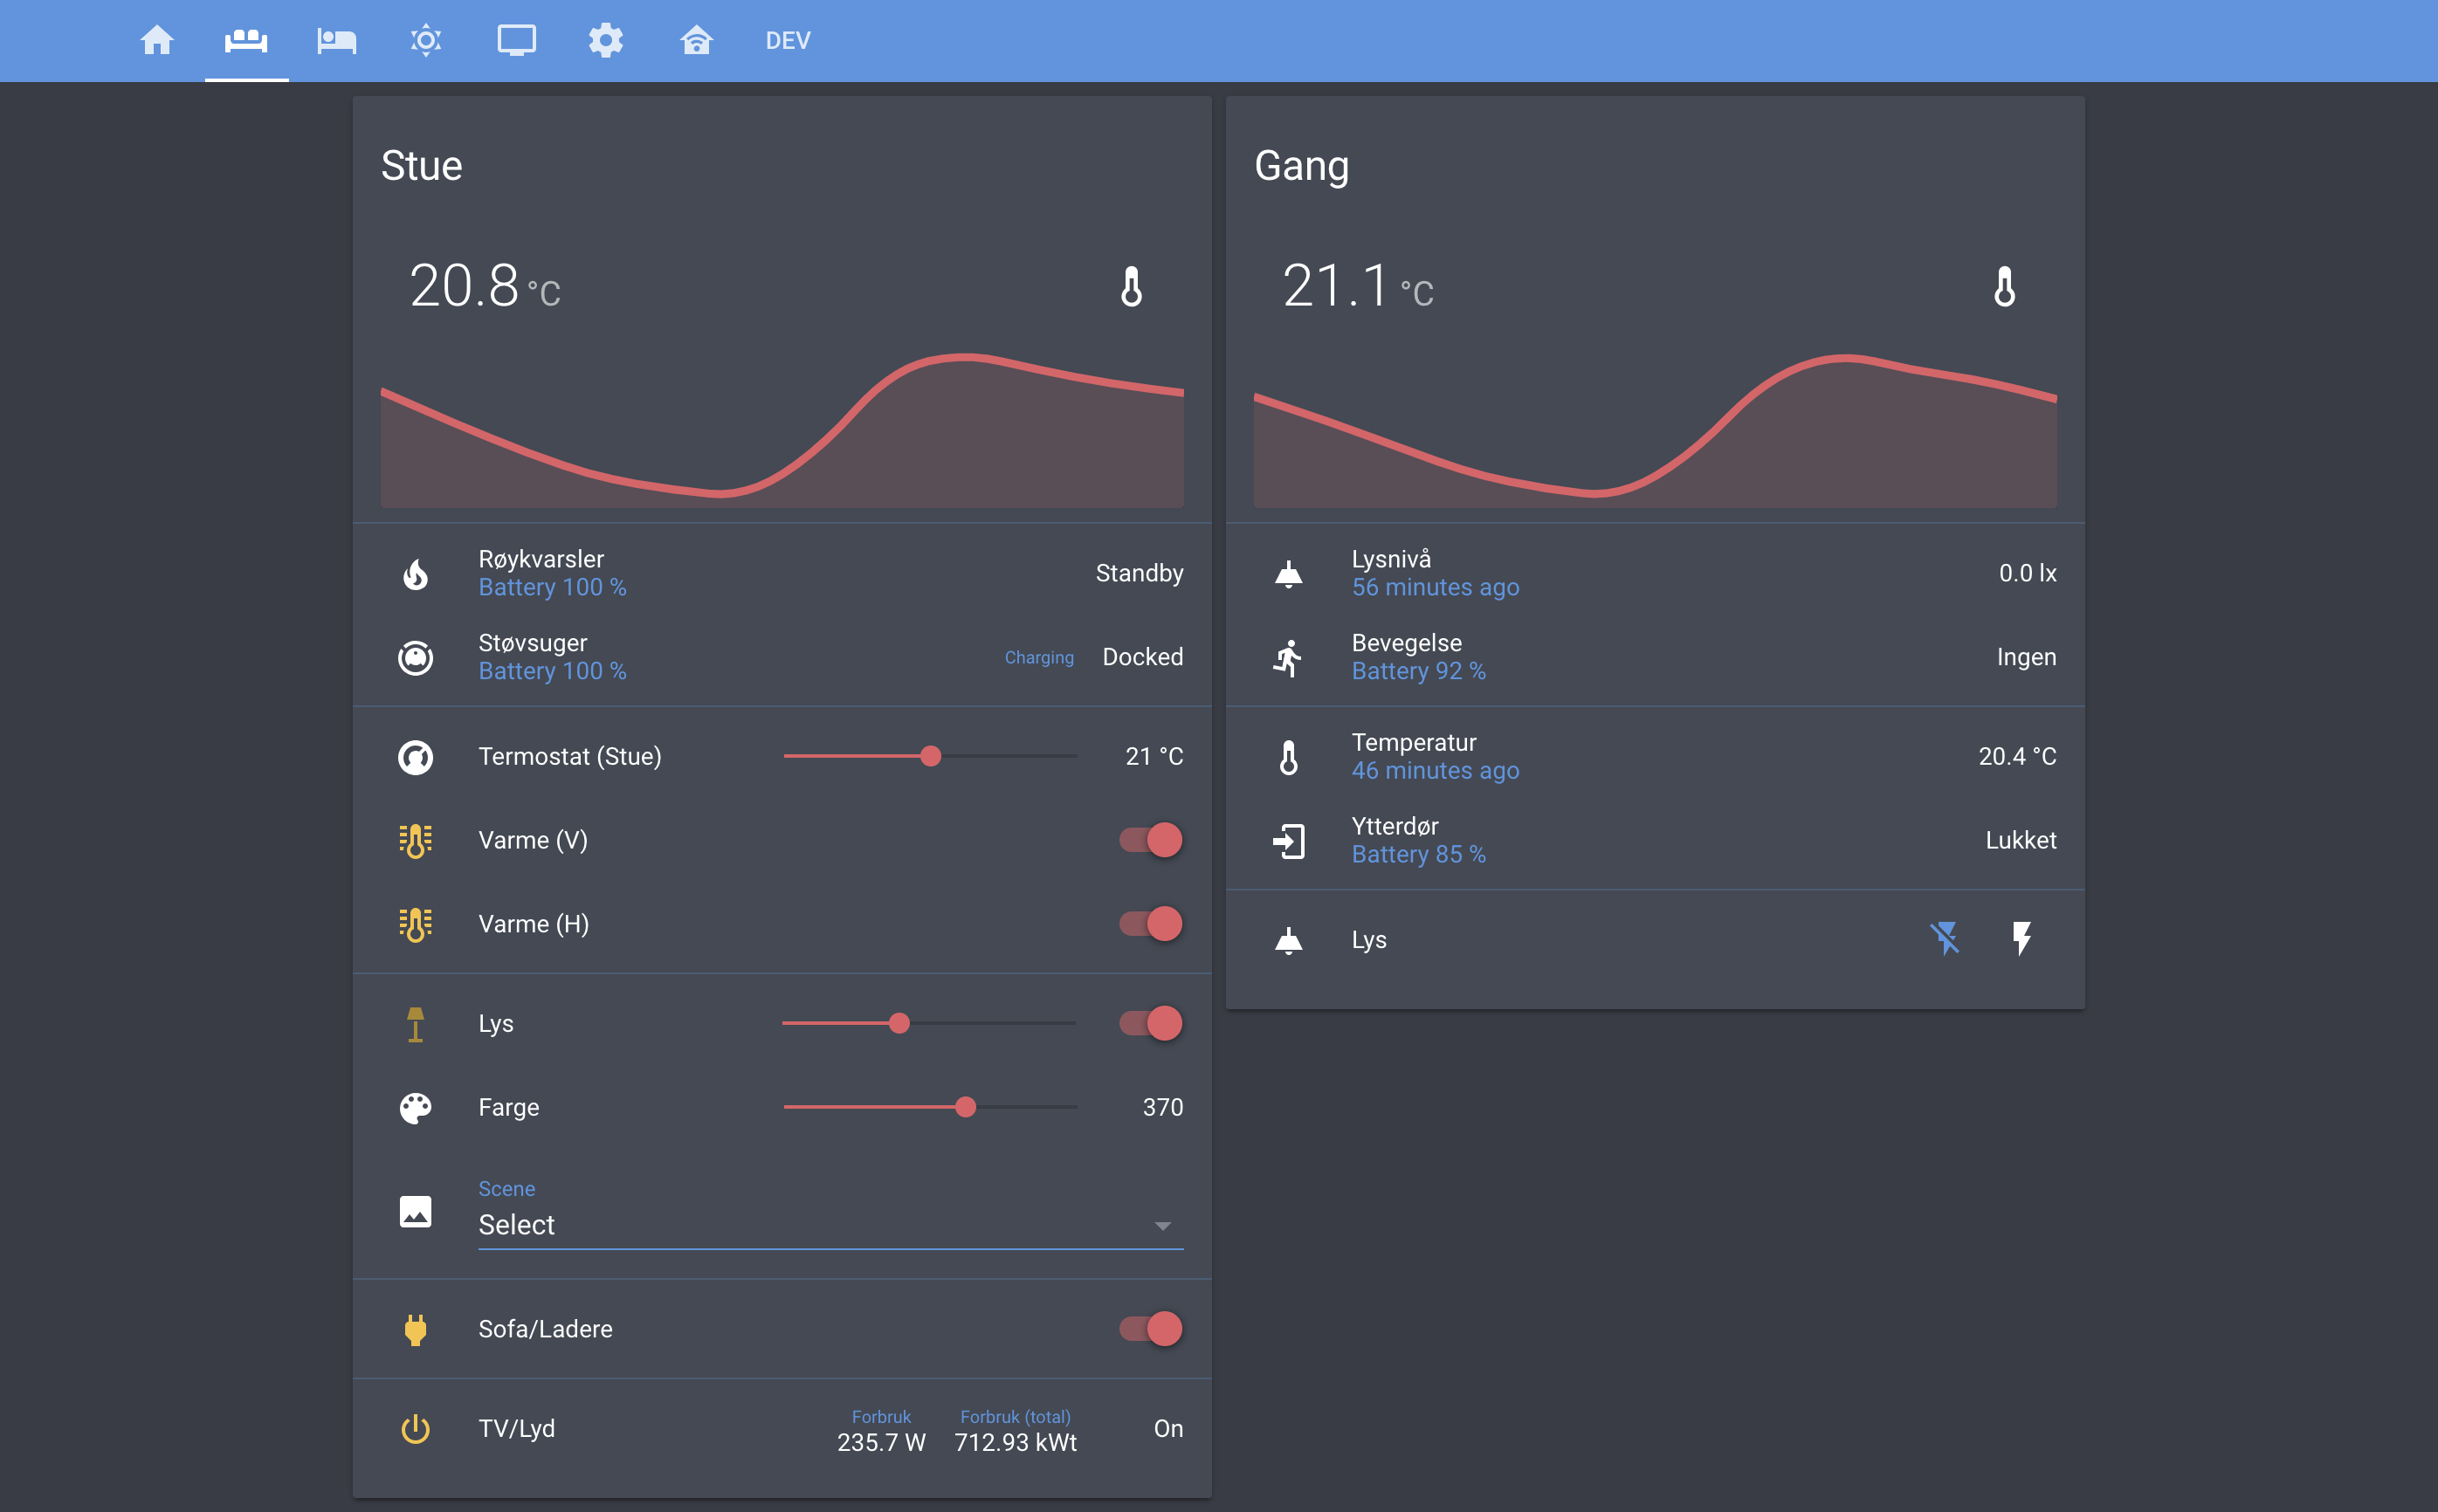 DEV
Stue
20.8 °C
Røykvarsler
Battery 100 %
Standby
Støvsuger
Battery 100 %
Charging
Docked
Termostat (Stue)
21 °C
Varme (V)
Varme (H)
Lys
Farge
370
Scene
Select
Sofa/Ladere
TV/Lyd
Forbruk
235.7 W
Forbruk (total)
712.93 kWt
On
Gang
21.1 °C
Lysnivå
56 minutes ago
0.0 lx
Bevegelse
Battery 92 %
Ingen
Temperatur
46 minutes ago
20.4 °C
Ytterdør
Battery 85 %
Lukket
Lys